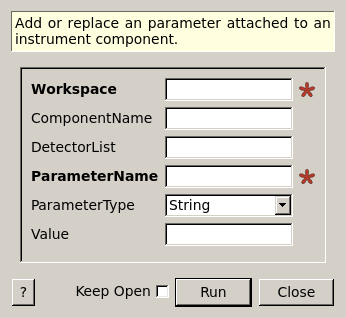 Add or replace an parameter attached to an
instrument component.
Workspace
ComponentName
DetectorList
ParameterName
ParameterType String
Value
? Keep Open Run Close